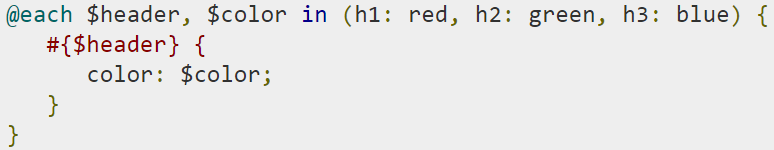 @each $header, $color in (h1: red, h2: green, h3: blue) {
   #{$header} {
      color: $color;
   }
}